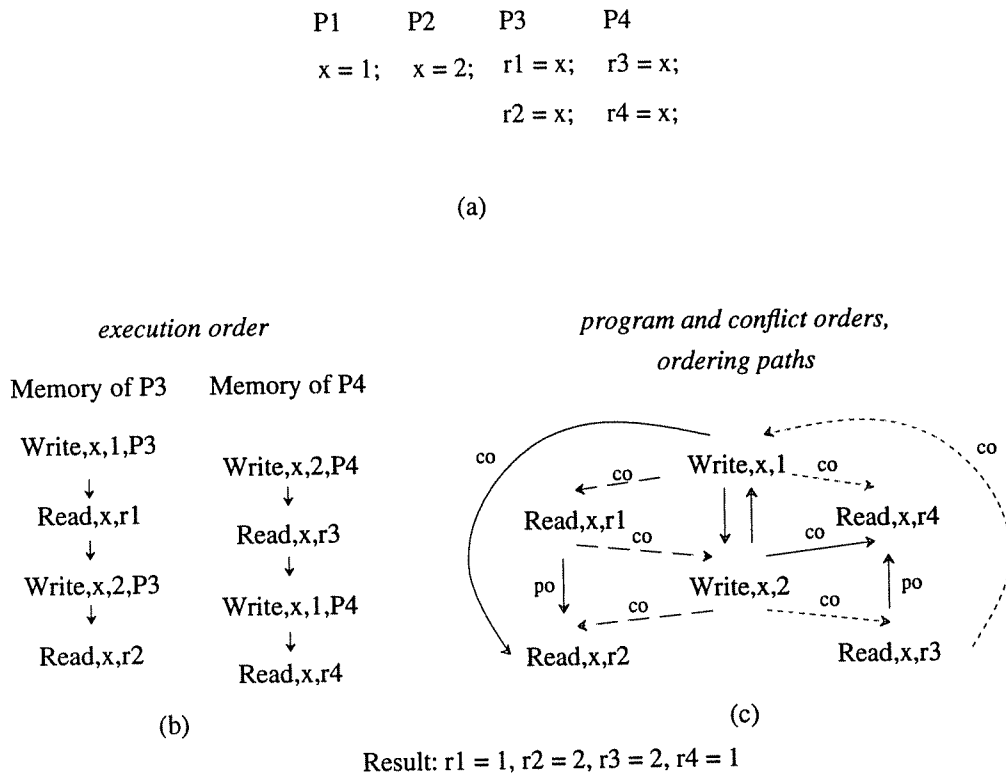 P1 P2 P3 P4
x = 1; x = 2; r1 = x; r3 = x;
r2 = x; r4 = x;
(a)
execution order
program and conflict orders,
ordering paths
Memory of P3 Memory of P4
Write,x,1,P3
Write,x,2,P4
Read,x,r1
Read,x,r3
Write,x,2,P3
Write,x,1,P4
Read,x,r2
Read,x,r4
(b)
co
co
Write,x,1
co
co
Read,x,r1
Read,x,r4
co
co
po
Write,x,2
po
co
co
Read,x,r2
Read,x,r3
(c)
Result: r1 = 1, r2 = 2, r3 = 2, r4 = 1